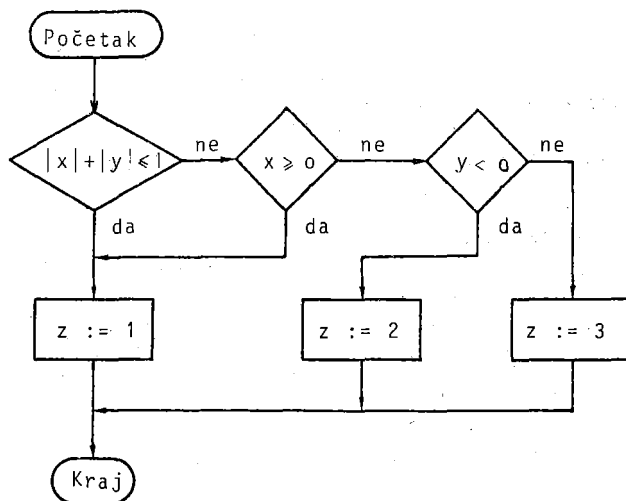 Početak
|x|+|y|⩽1
ne
x ⩾ o
ne
y < o
ne
da
da
da
z := 1
z := 2
z := 3
Kraj